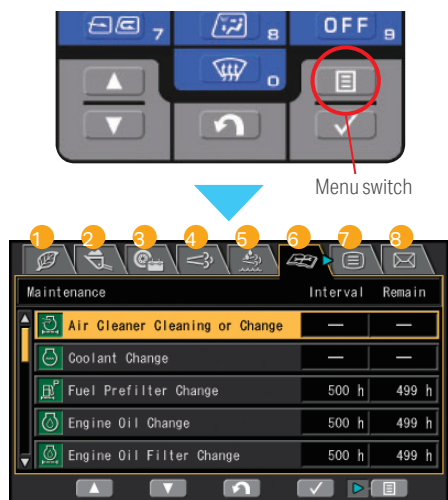 7
8
OFF 9
0
Menu switch
1 2 3 4 5 6 7 8
Maintenance Interval Remain
Air Cleaner Cleaning or Change — —
Coolant Change — —
Fuel Prefilter Change 500 h 499 h
Engine Oil Change 500 h 499 h
Engine Oil Filter Change 500 h 499 h